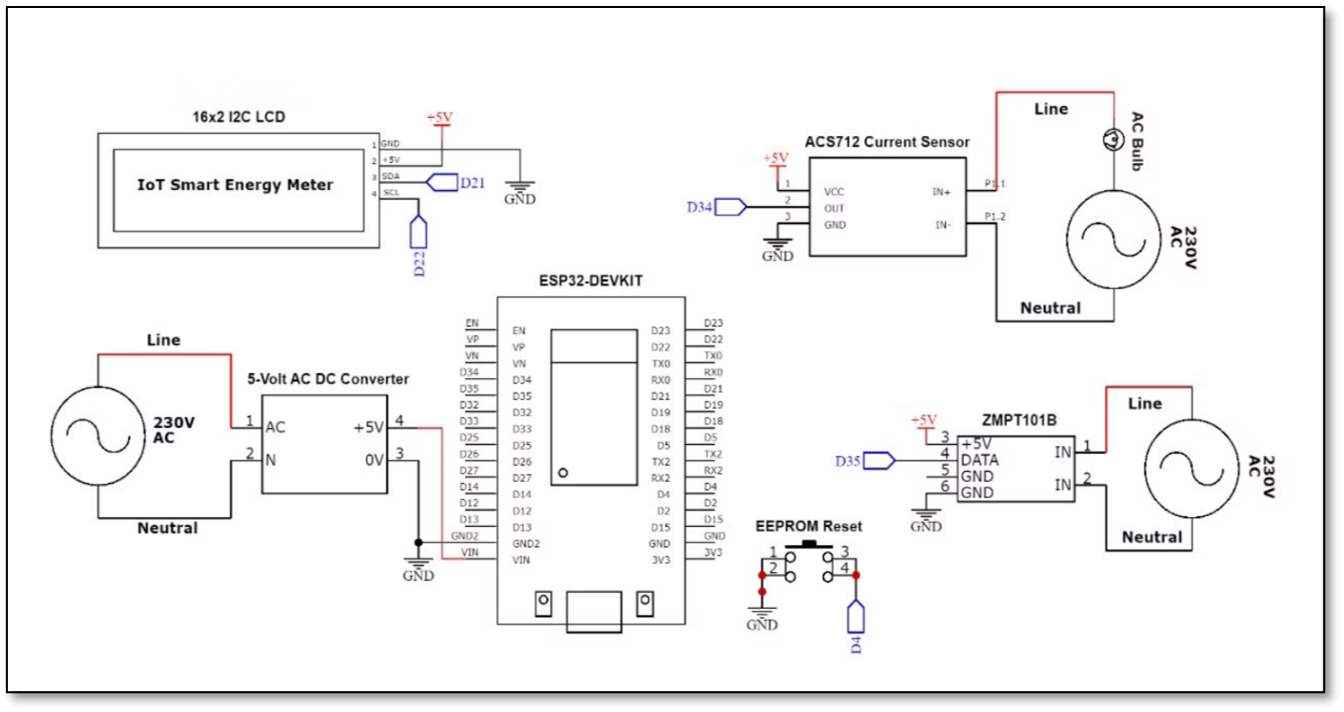 16x2 I2C LCD
IoT Smart Energy Meter
1 GND
2 +5V
3 SDA
4 SCL
+5V
D21
D22
GND
ACS712 Current Sensor
+5V
D34
1 VCC
2 OUT
3 GND
GND
IN+ P1.1
IN- P1.2
Line
AC Bulb
230V
AC
Neutral
Line
230V
AC
Neutral
5-Volt AC DC Converter
1 AC
2 N
+5V 4
0V 3
GND
ESP32-DEVKIT
EN EN D23 D23
VP VP D22 D22
VN VN TX0 TX0
D34 D34 RX0 RX0
D35 D35 D21 D21
D32 D32 D19 D19
D33 D33 D18 D18
D25 D25 D5 D5
D26 D26 TX2 TX2
D27 D27 RX2 RX2
D14 D14 D4 D4
D12 D12 D2 D2
D13 D13 D15 D15
GND2 GND2 GND GND
VIN VIN 3V3 3V3
ZMPT101B
+5V
D35
3 +5V
4 DATA
5 GND
6 GND
GND
IN 1
IN 2
Line
230V
AC
Neutral
EEPROM Reset
1 3
2 4
GND
D4